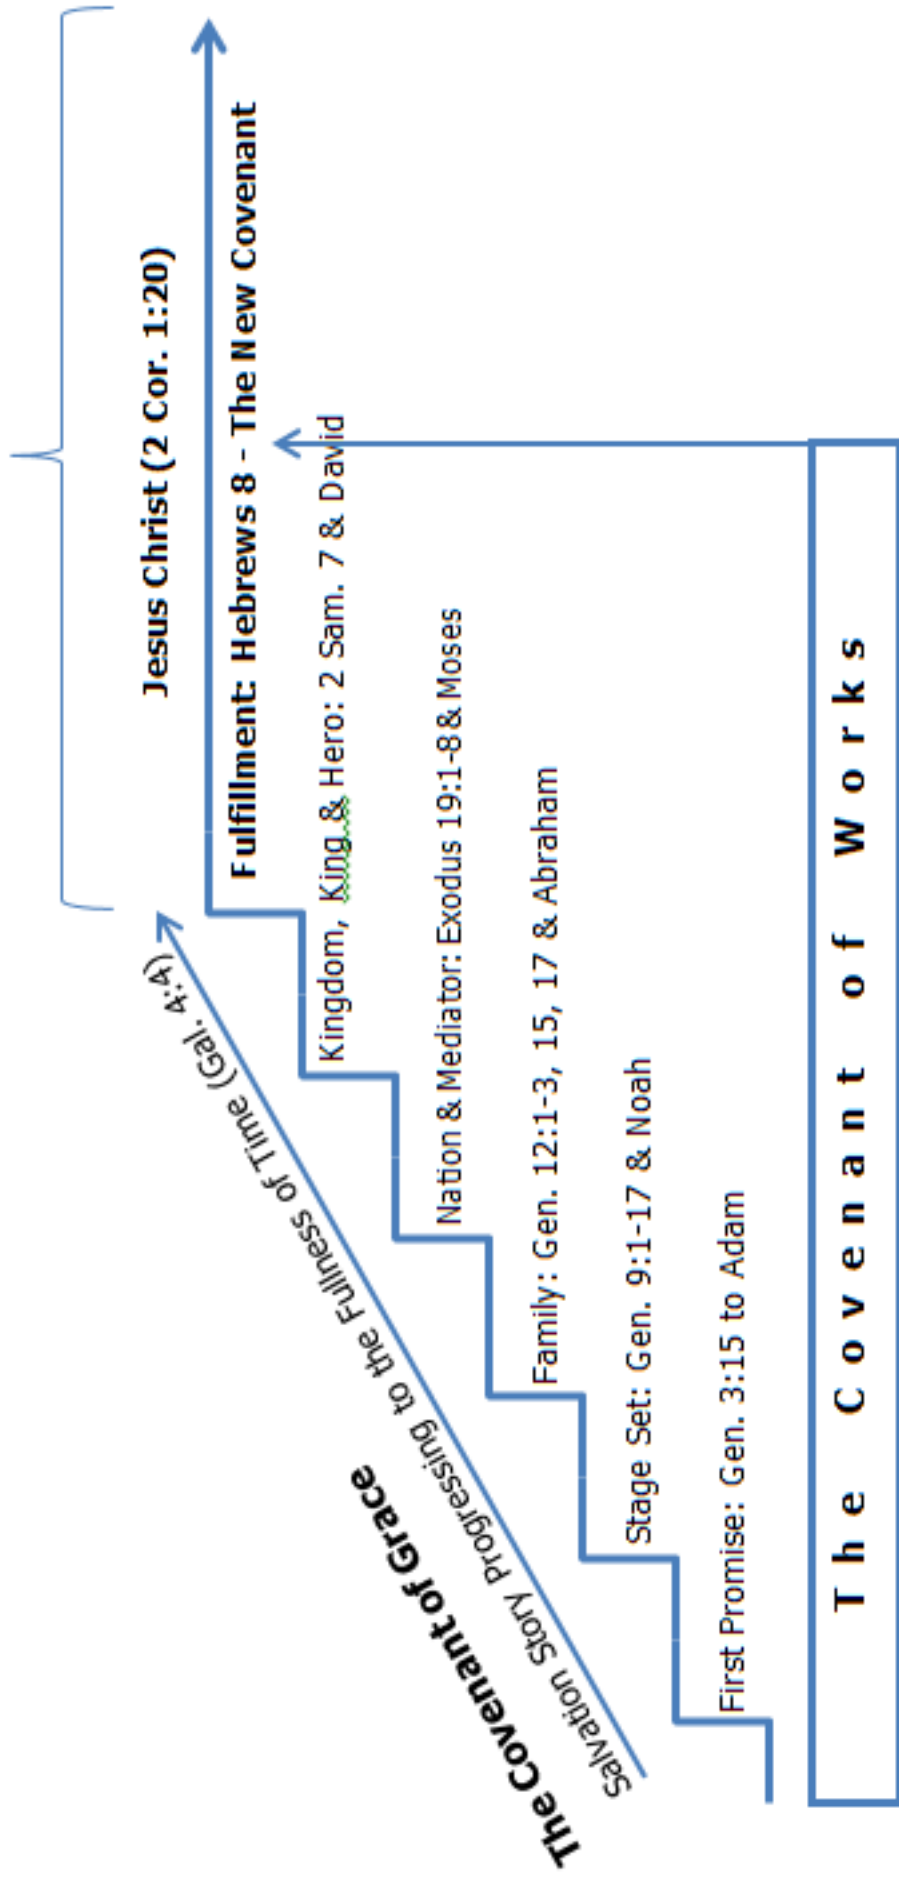 Jesus Christ (2 Cor. 1:20)
The Covenant of Grace
Salvation Story Progressing to the Fullness of Time (Gal. 4:4)
Fulfillment: Hebrews 8 - The New Covenant
Kingdom, King & Hero: 2 Sam. 7 & David
Nation & Mediator: Exodus 19:1-8& Moses
Family: Gen. 12:1-3, 15, 17 & Abraham
Stage Set: Gen. 9:1-17 & Noah
First Promise: Gen. 3:15 to Adam
The Covenant of Works